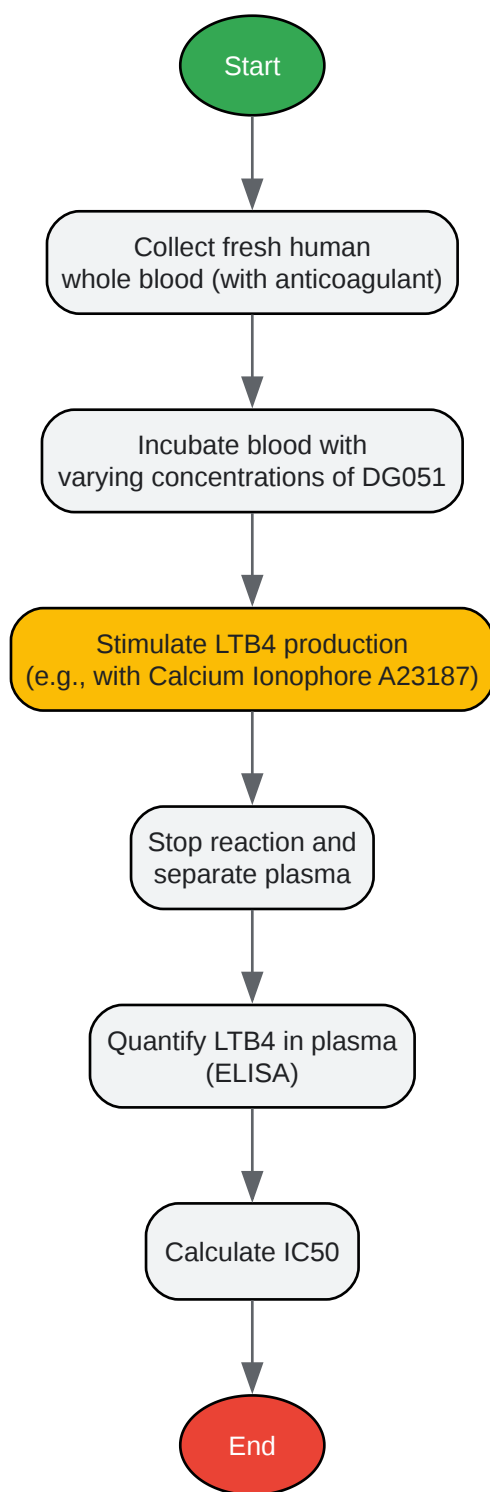 Start
Collect fresh human
whole blood (with anticoagulant)
Incubate blood with
varying concentrations of DG051
Stimulate LTB4 production
(e.g., with Calcium Ionophore A23187)
Stop reaction and
separate plasma
Quantify LTB4 in plasma
(ELISA)
Calculate IC50
End